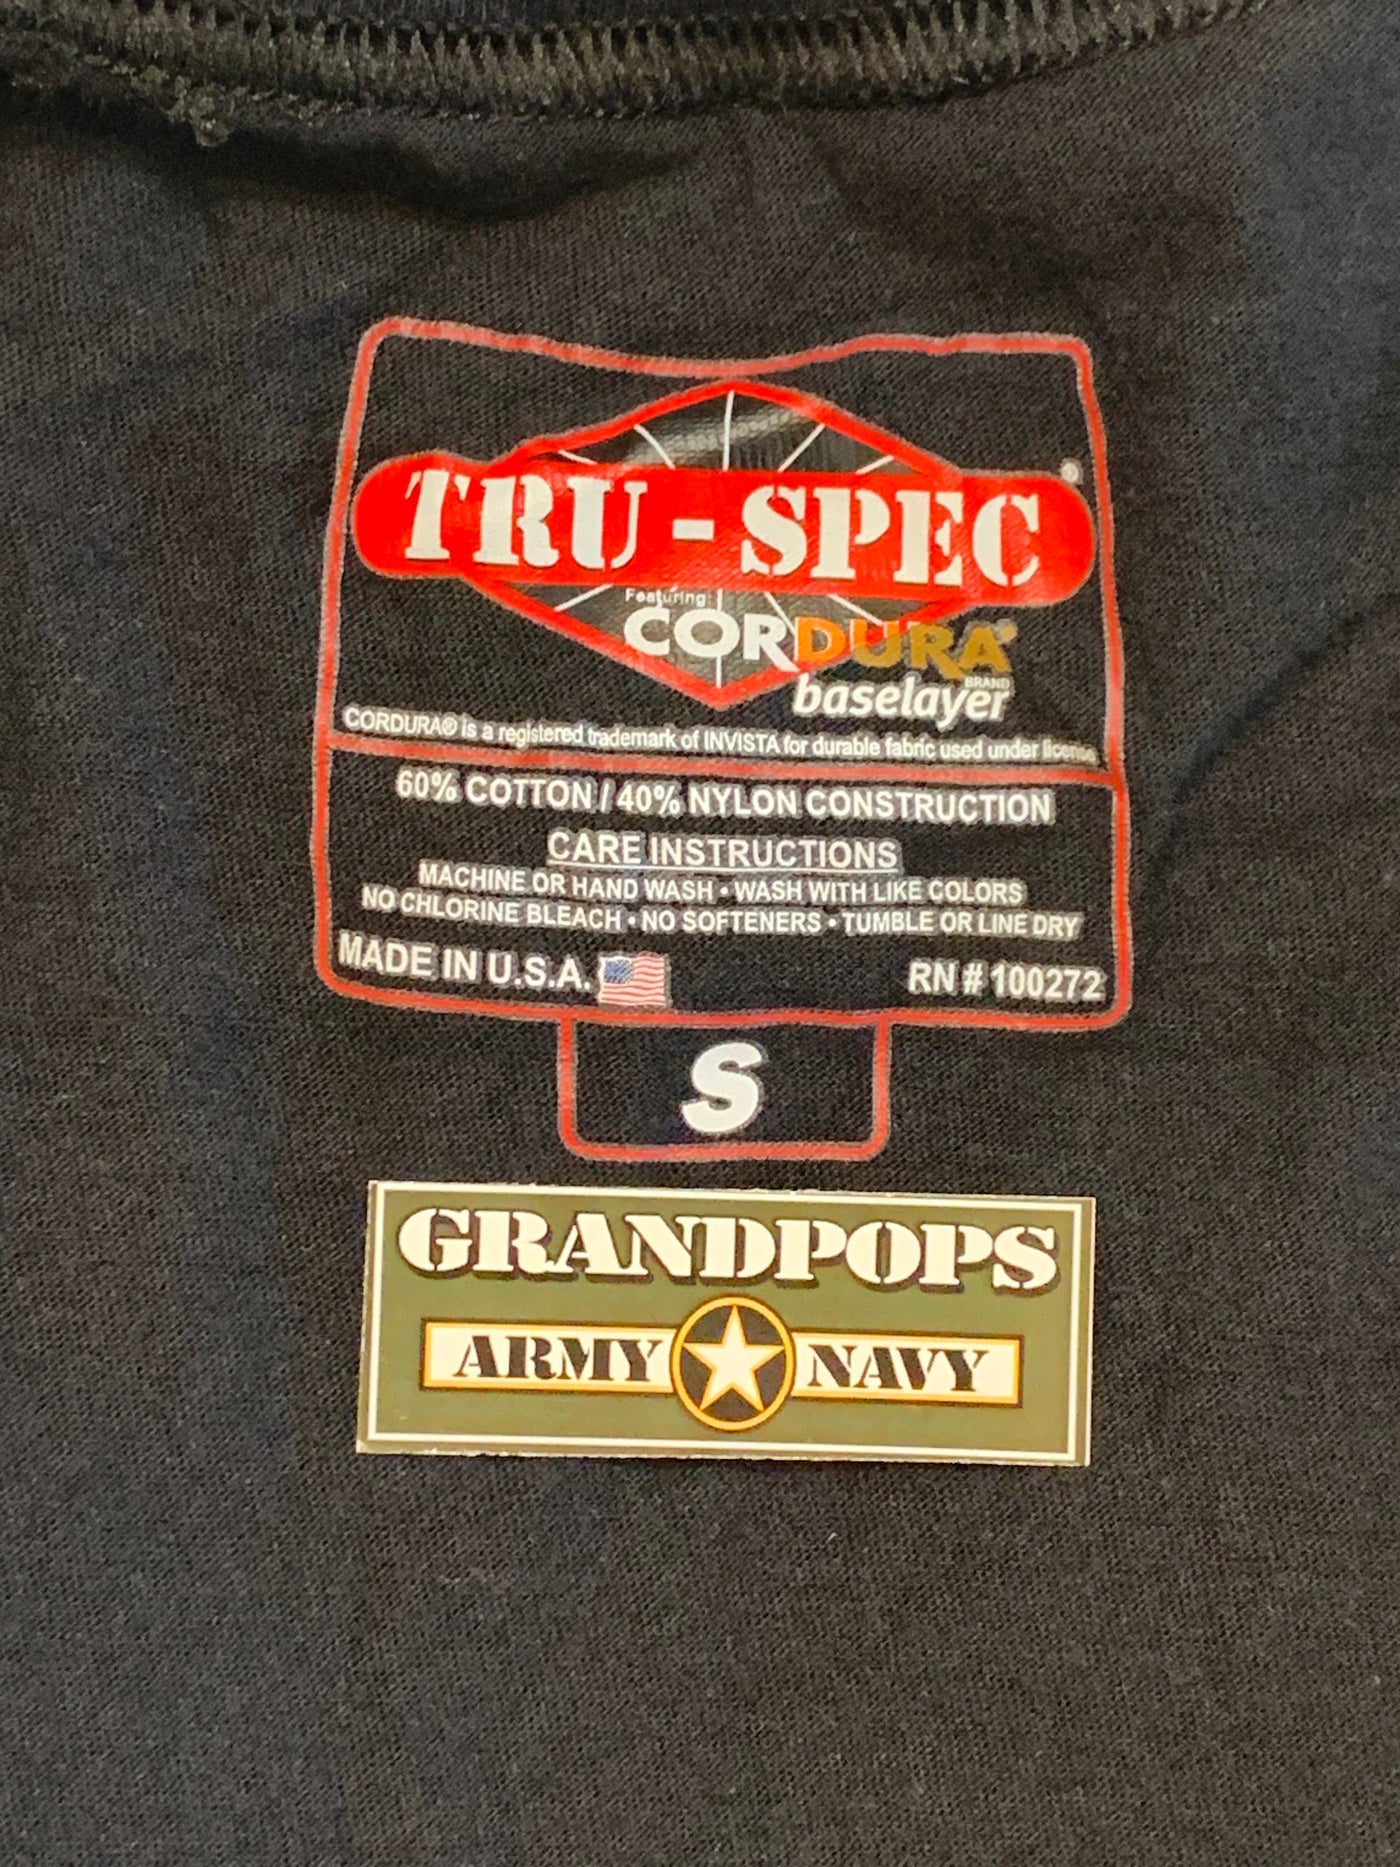 TRU-SPEC®
Featuring:
CORDURA®
BRAND
baselayer
CORDURA® is a registered trademark of INVISTA for durable fabric used under license
60% COTTON / 40% NYLON CONSTRUCTION
CARE INSTRUCTIONS
MACHINE OR HAND WASH • WASH WITH LIKE COLORS
NO CHLORINE BLEACH • NO SOFTENERS • TUMBLE OR LINE DRY
MADE IN U.S.A. RN # 100272
S
GRANDPOPS
ARMY NAVY